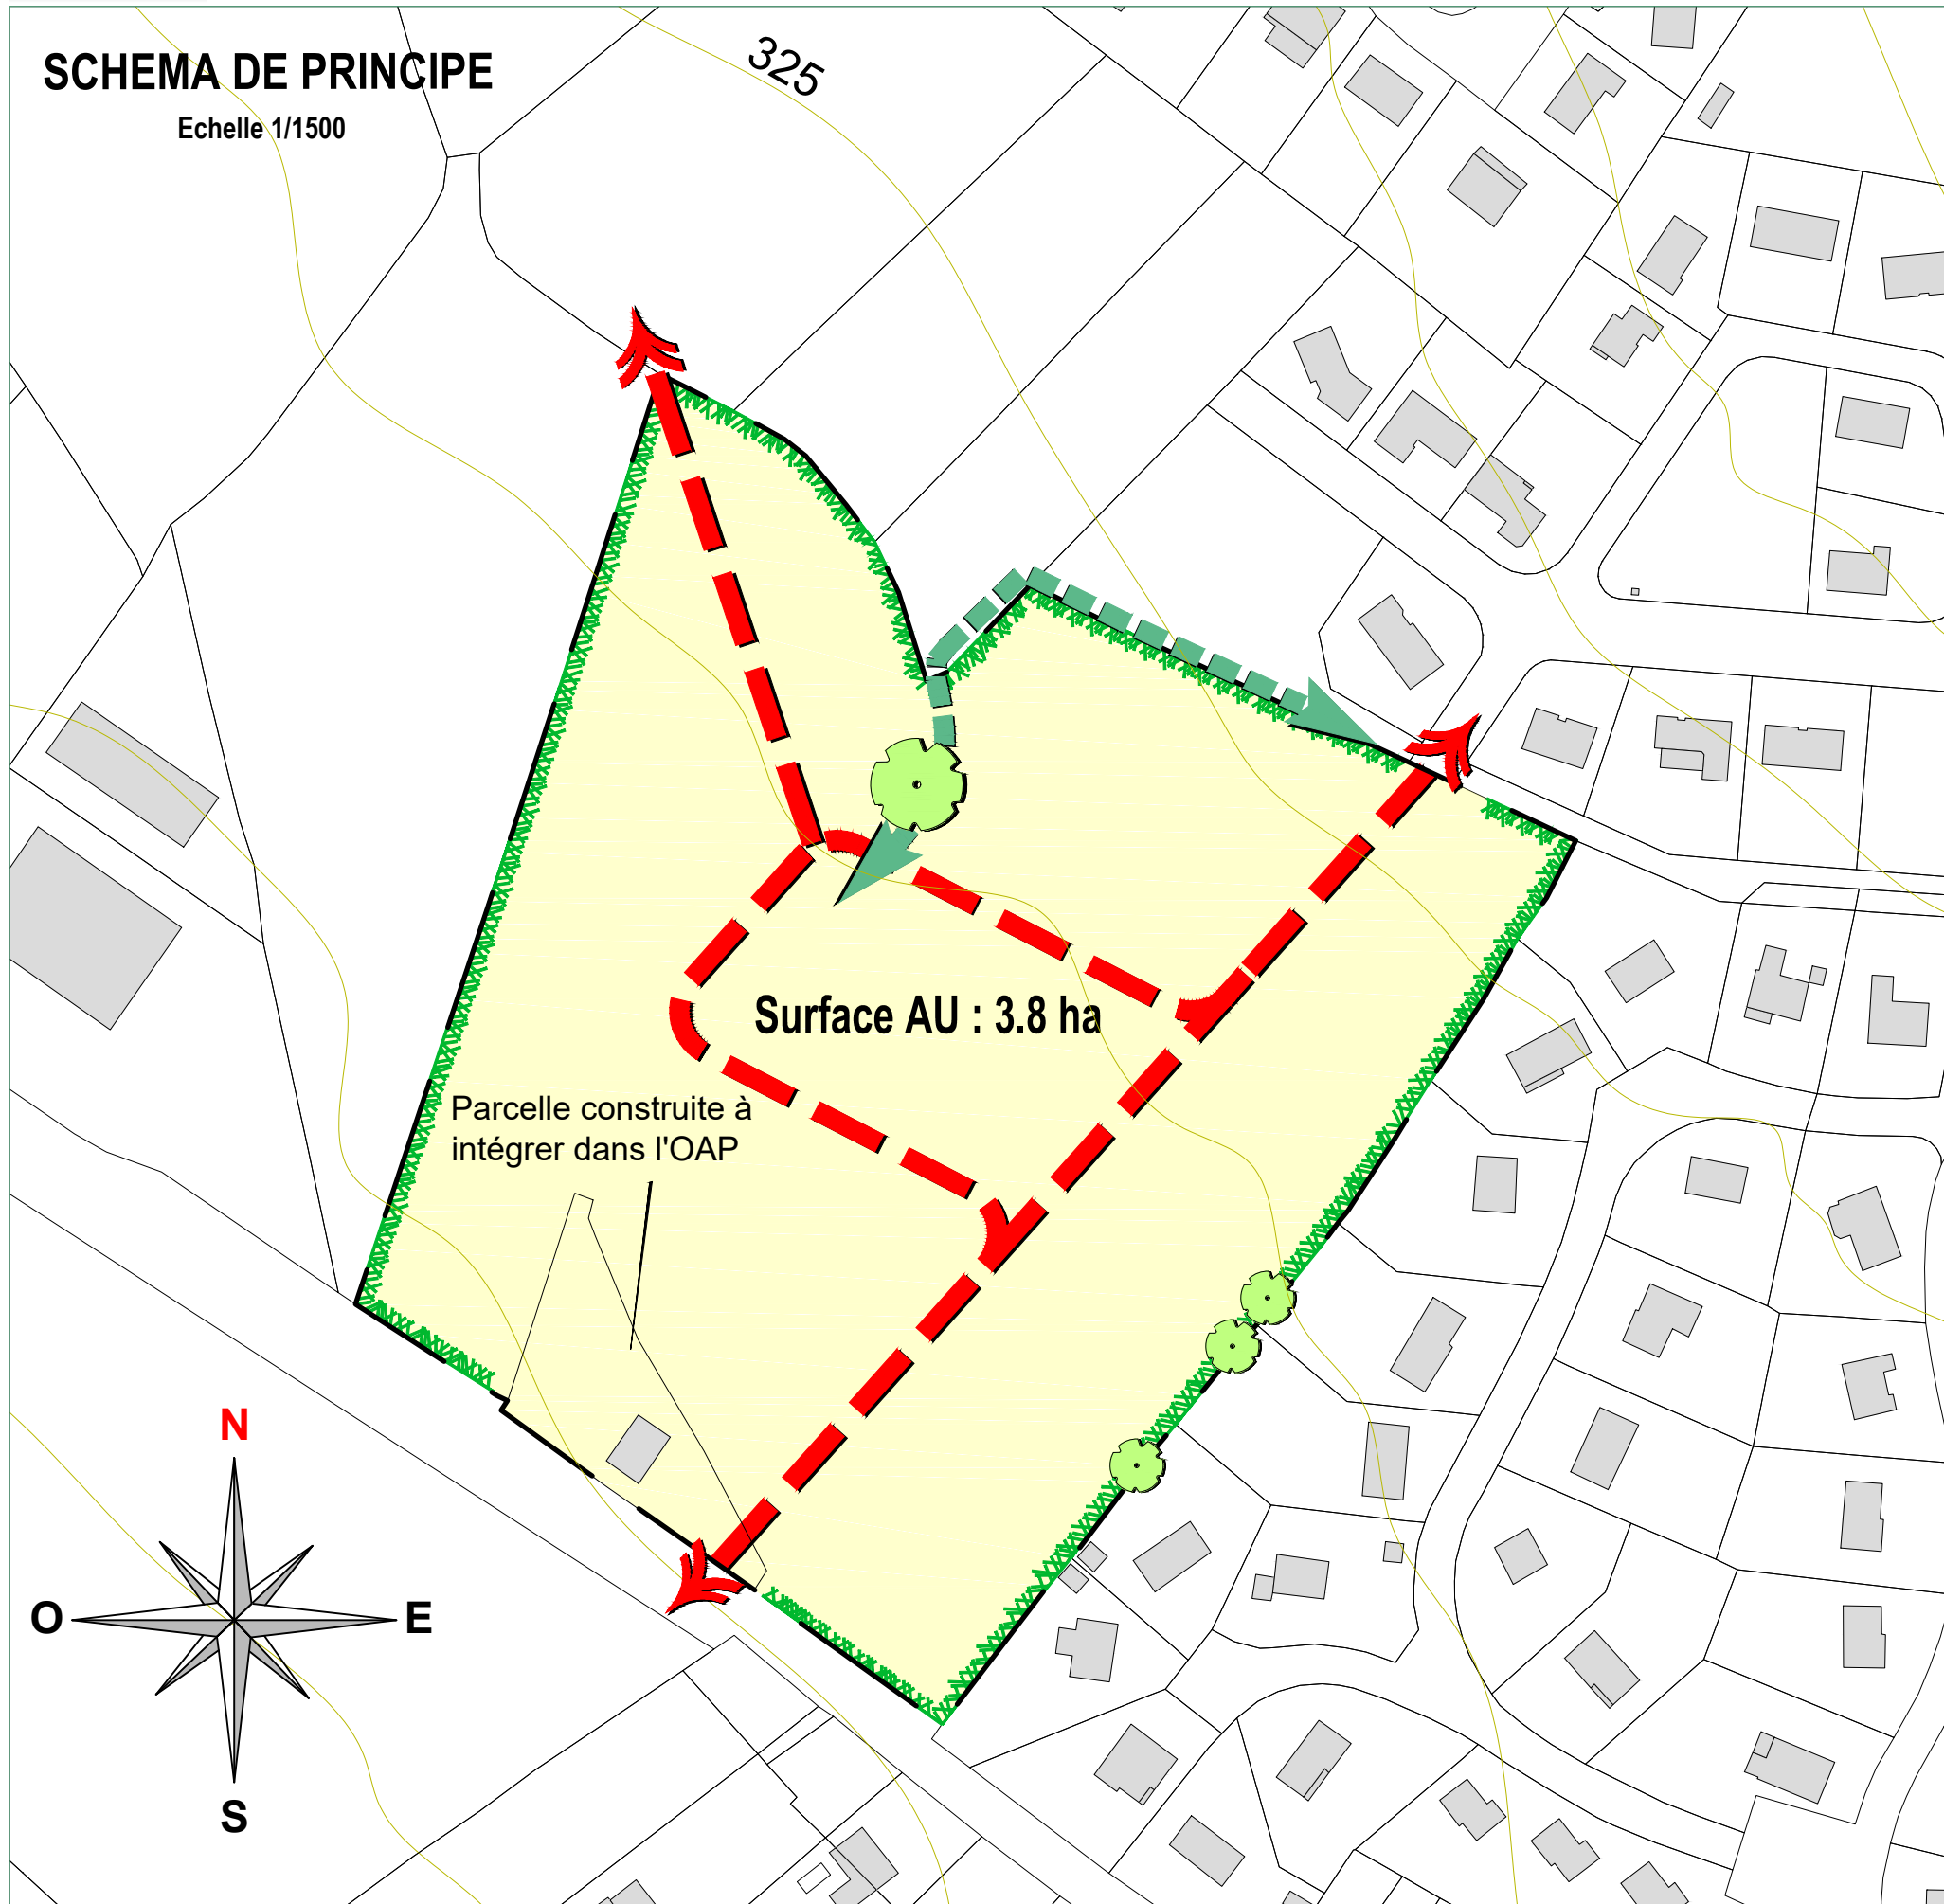 SCHEMA DE PRINCIPE
Echelle 1/1500
325
Surface AU : 3.8 ha
Parcelle construite à
intégrer dans l'OAP
N
O
E
S